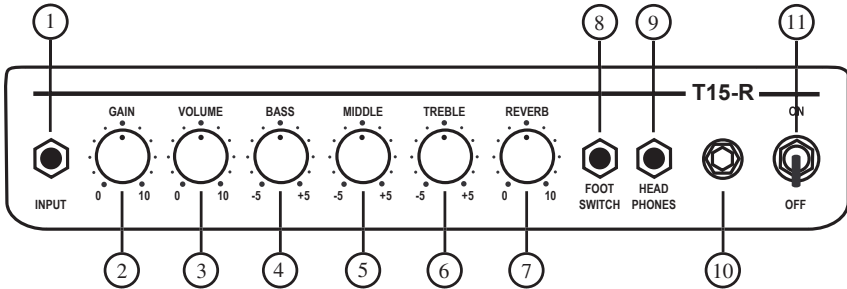 1
8
9
11
T15-R
GAIN
VOLUME
BASS
MIDDLE
TREBLE
REVERB
ON
INPUT
0 10
0 10
-5 +5
-5 +5
-5 +5
0 10
FOOT
SWITCH
HEAD
PHONES
OFF
2
3
4
5
6
7
10